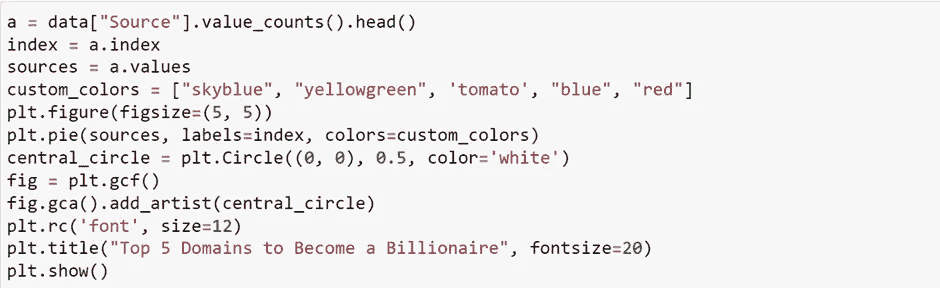 a = data["Source"].value_counts().head()
index = a.index
sources = a.values
custom_colors = ["skyblue", "yellowgreen", 'tomato', "blue", "red"]
plt.figure(figsize=(5, 5))
plt.pie(sources, labels=index, colors=custom_colors)
central_circle = plt.Circle((0, 0), 0.5, color='white')
fig = plt.gcf()
fig.gca().add_artist(central_circle)
plt.rc('font', size=12)
plt.title("Top 5 Domains to Become a Billionaire", fontsize=20)
plt.show()